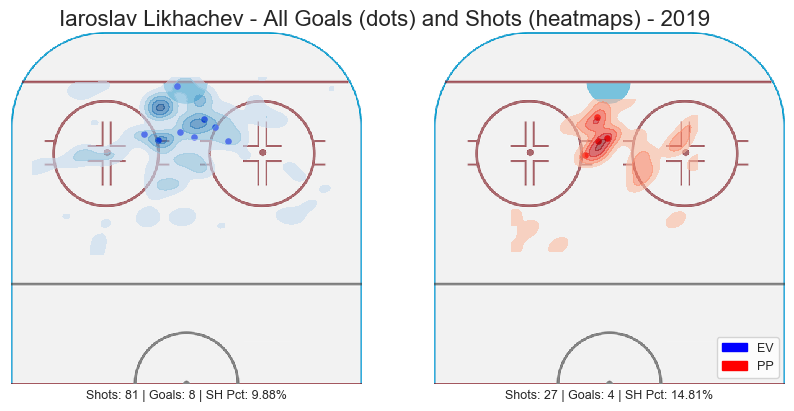 Iaroslav Likhachev - All Goals (dots) and Shots (heatmaps) - 2019
EV
PP
Shots: 81 | Goals: 8 | SH Pct: 9.88%
Shots: 27 | Goals: 4 | SH Pct: 14.81%